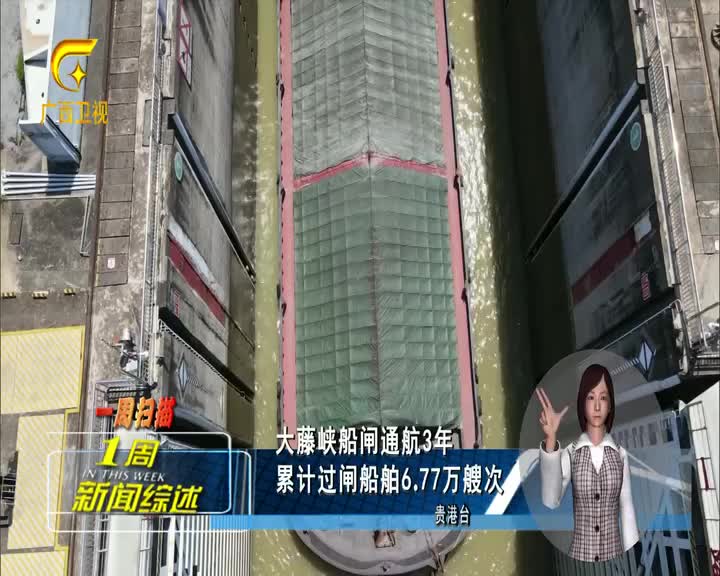 广西卫视
一周扫描
1周
IN THIS WEEK
新闻综述
大藤峡船闸通航3年
累计过闸船舶6.77万艘次
贵港台